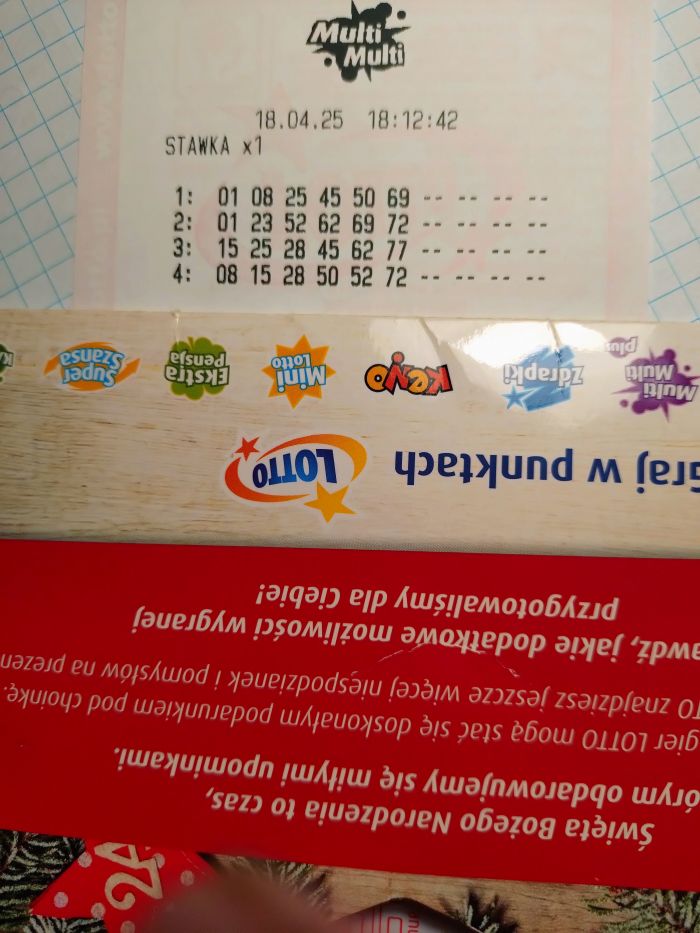 Multi
Multi
18.04.25 18:12:42
STAWKA x1
1: 01 08 25 45 50 69 -- -- -- --
2: 01 23 52 62 69 72 -- -- -- --
3: 15 25 28 45 62 77 -- -- -- --
4: 08 15 28 50 52 72 -- -- -- --
Święta Bożego Narodzenia to czas,
órym obdarowujemy się miłymi upominkami.
gier LOTTO mogą stać się doskonałym podarunkiem pod choinkę.
TO znajdziesz jeszcze więcej niespodzianek i pomysłów na prezen
awdź, jakie dodatkowe możliwości wygranej
przygotowaliśmy dla Ciebie!
Graj w punktach LOTTO
Multi
Multi
plus
Zdrapki
KENO
Mini
Lotto
Ekstra
Pensja
Super
Szansa
K
24